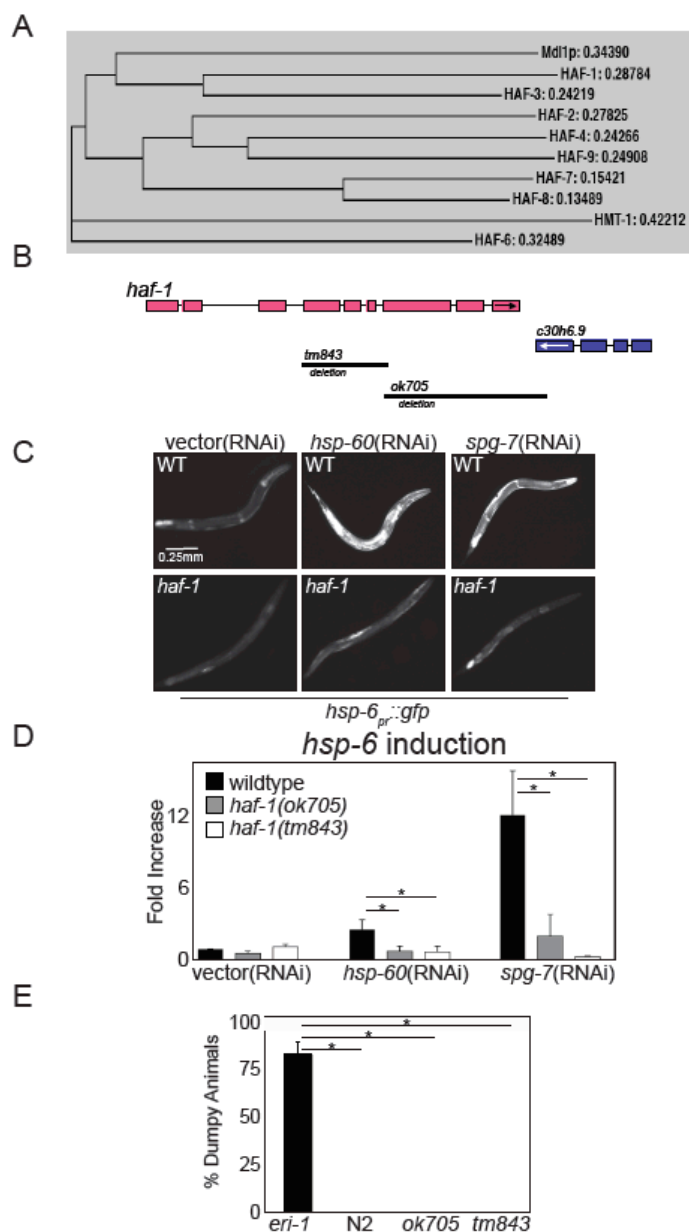 A
Mdl1p: 0.34390
HAF-1: 0.28784
HAF-3: 0.24219
HAF-2: 0.27825
HAF-4: 0.24266
HAF-9: 0.24908
HAF-7: 0.15421
HAF-8: 0.13489
HMT-1: 0.42212
HAF-6: 0.32489
B
haf-1
c30h6.9
tm843
deletion
ok705
deletion
C
vector(RNAi) hsp-60(RNAi) spg-7(RNAi)
WT WT WT
0.25mm
haf-1 haf-1 haf-1
hsp-6pr::gfp
D
hsp-6 induction
wildtype
haf-1(ok705)
haf-1(tm843)
Fold Increase
12
6
0
* * * *
vector(RNAi) hsp-60(RNAi) spg-7(RNAi)
E
% Dumpy Animals
100
75
50
25
0
* * *
eri-1 N2 ok705 tm843